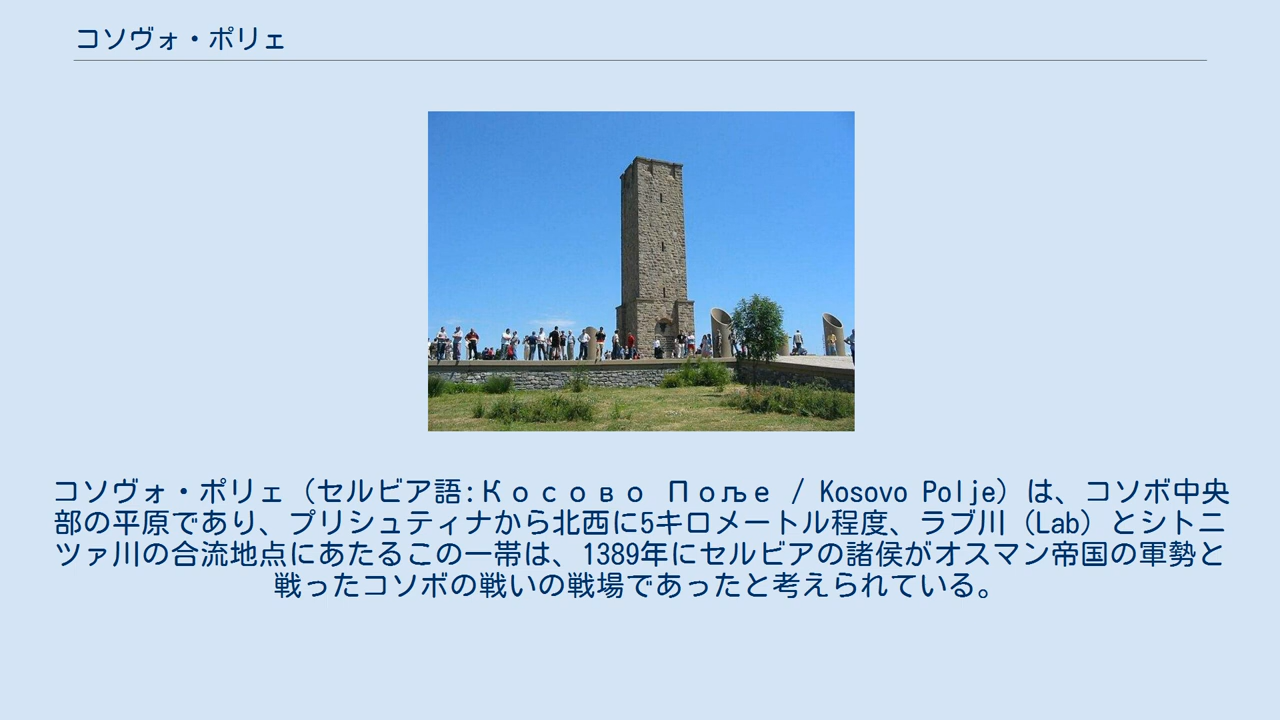 コソヴォ・ポリェ
コソヴォ・ポリェ（セルビア語:Косово Поље / Kosovo Polje）は、コソボ中央
部の平原であり、プリシュティナから北西に5キロメートル程度、ラブ川（Lab）とシトニ
ツァ川の合流地点にあたるこの一帯は、1389年にセルビアの諸侯がオスマン帝国の軍勢と
戦ったコソボの戦いの戦場であったと考えられている。